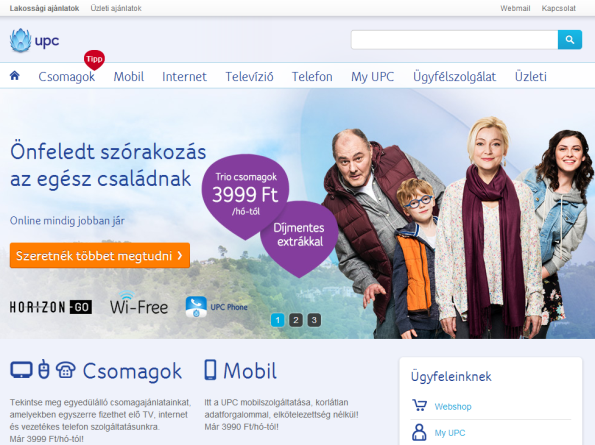 Lakossági ajánlatok Üzleti ajánlatok Webmail Kapcsolat
upc
Tipp
Csomagok Mobil Internet Televízió Telefon My UPC Ügyfélszolgálat Üzleti
Önfeledt szórakozás
az egész családnak
Trio csomagok
3999 Ft
/hó-tól
Díjmentes
extrákkal
Online mindig jobban jár
Szeretnék többet megtudni
HORIZON GO Wi-Free UPC Phone
1 2 3
Csomagok
Tekintse meg egyedülálló csomagajánlatainkat,
amelyekben egyszerre fizethet elő TV, internet
és vezetékes telefon szolgáltatásunkra.
Már 3999 Ft/hó-tól!
Mobil
Itt a UPC mobilszolgáltatása, korlátlan
adatforgalommal, elkötelezettség nélkül!
Már 3990 Ft/hó-tól!
Ügyfeleinknek
Webshop
My UPC